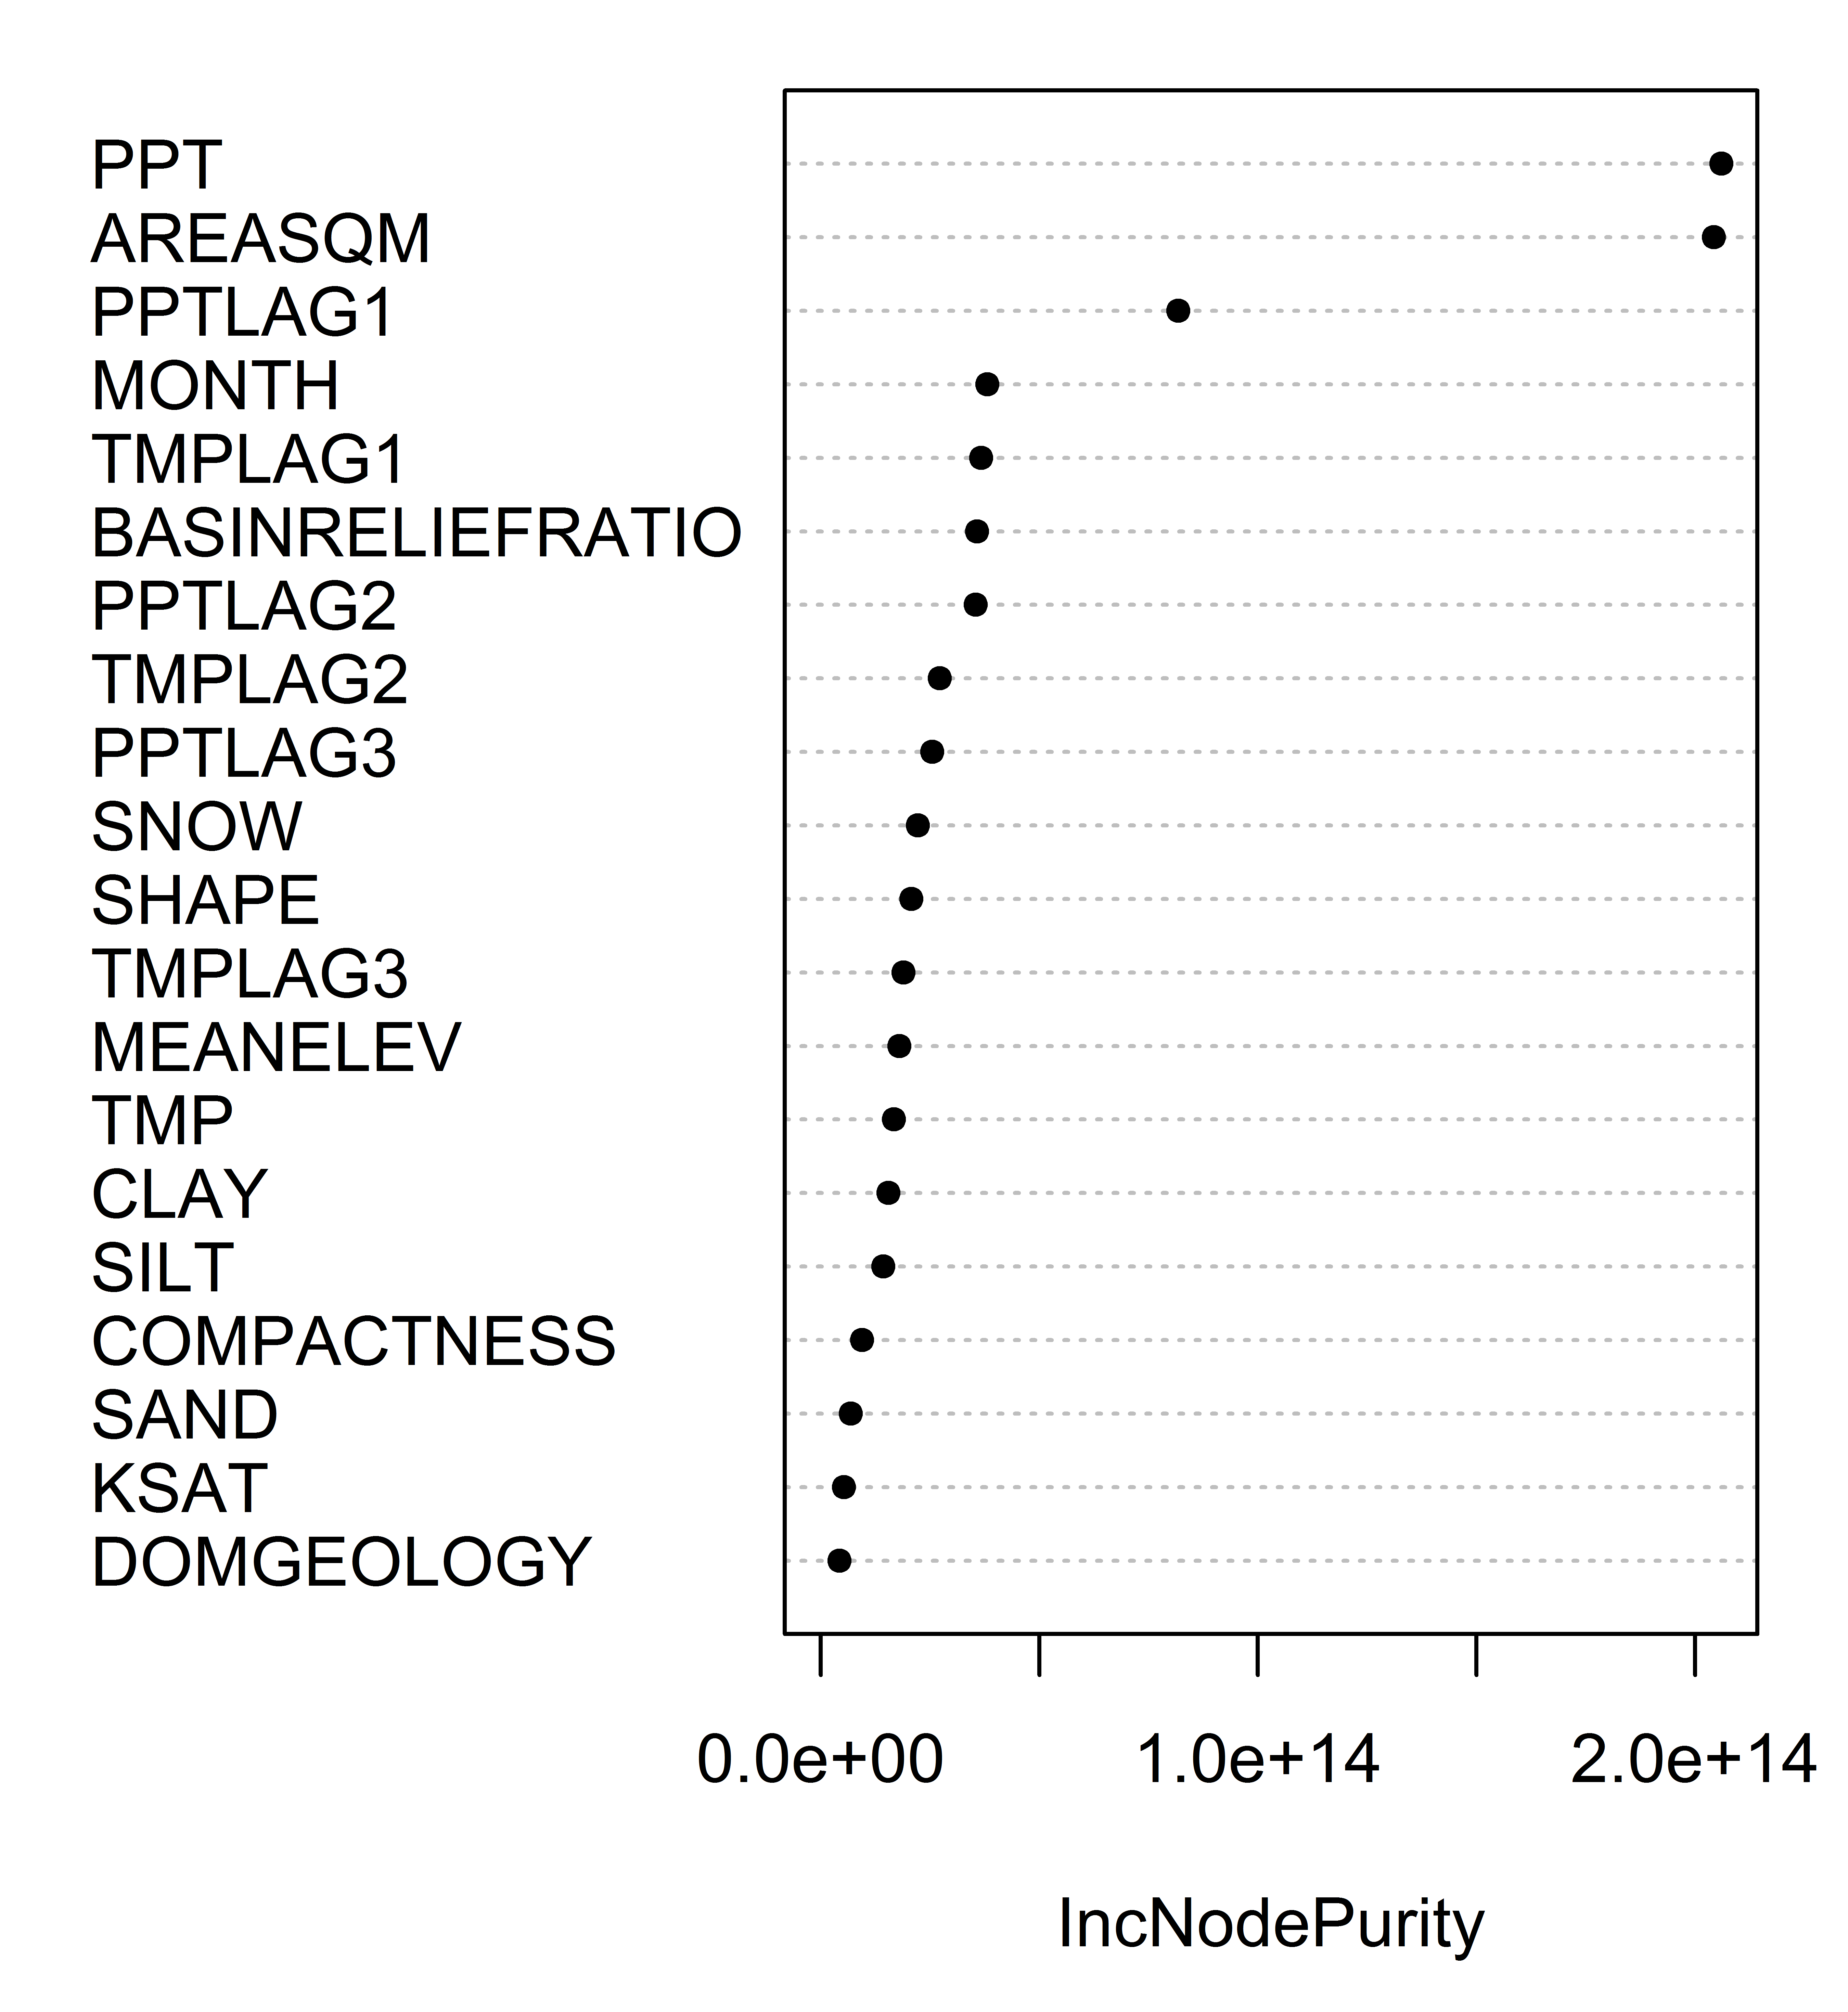 PPT
AREASQM
PPTLAG1
MONTH
TMPLAG1
BASINRELIEFRATIO
PPTLAG2
TMPLAG2
PPTLAG3
SNOW
SHAPE
TMPLAG3
MEANELEV
TMP
CLAY
SILT
COMPACTNESS
SAND
KSAT
DOMGEOLOGY
0.0e+00 1.0e+14 2.0e+14
IncNodePurity